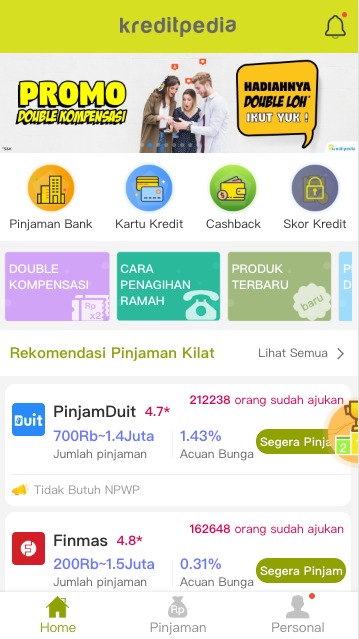 kreditpedia
PROMO
DOUBLE KOMPENSASI
HADIAHNYA
DOUBLE LOH*
IKUT YUK !
kreditpedia
Pinjaman Bank
Kartu Kredit
Cashback
Skor Kredit
DOUBLE
KOMPENSASI
Rp
x2
CARA
PENAGIHAN
RAMAH
PRODUK
TERBARU
baru
P
D
Rekomendasi Pinjaman Kilat
Lihat Semua
212238 orang sudah ajukan
Duit
PinjamDuit 4.7*
700Rb~1.4Juta
1.43%
Segera Pinja
Jumlah pinjaman
Acuan Bunga
2 1
Tidak Butuh NPWP
162648 orang sudah ajukan
Finmas 4.8*
200Rb~1.5Juta
0.31%
Segera Pinjam
Jumlah pinjaman
Acuan Bunga
Rp
Home
Pinjaman
Personal